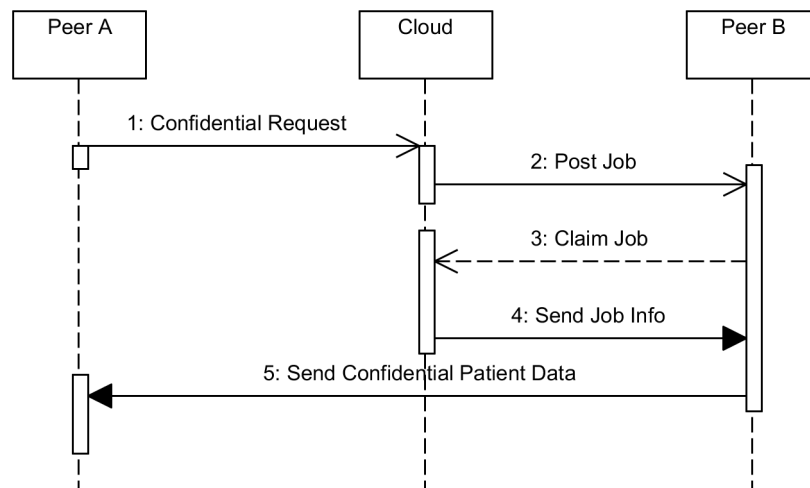 Peer A
Cloud
Peer B
1: Confidential Request
2: Post Job
3: Claim Job
4: Send Job Info
5: Send Confidential Patient Data